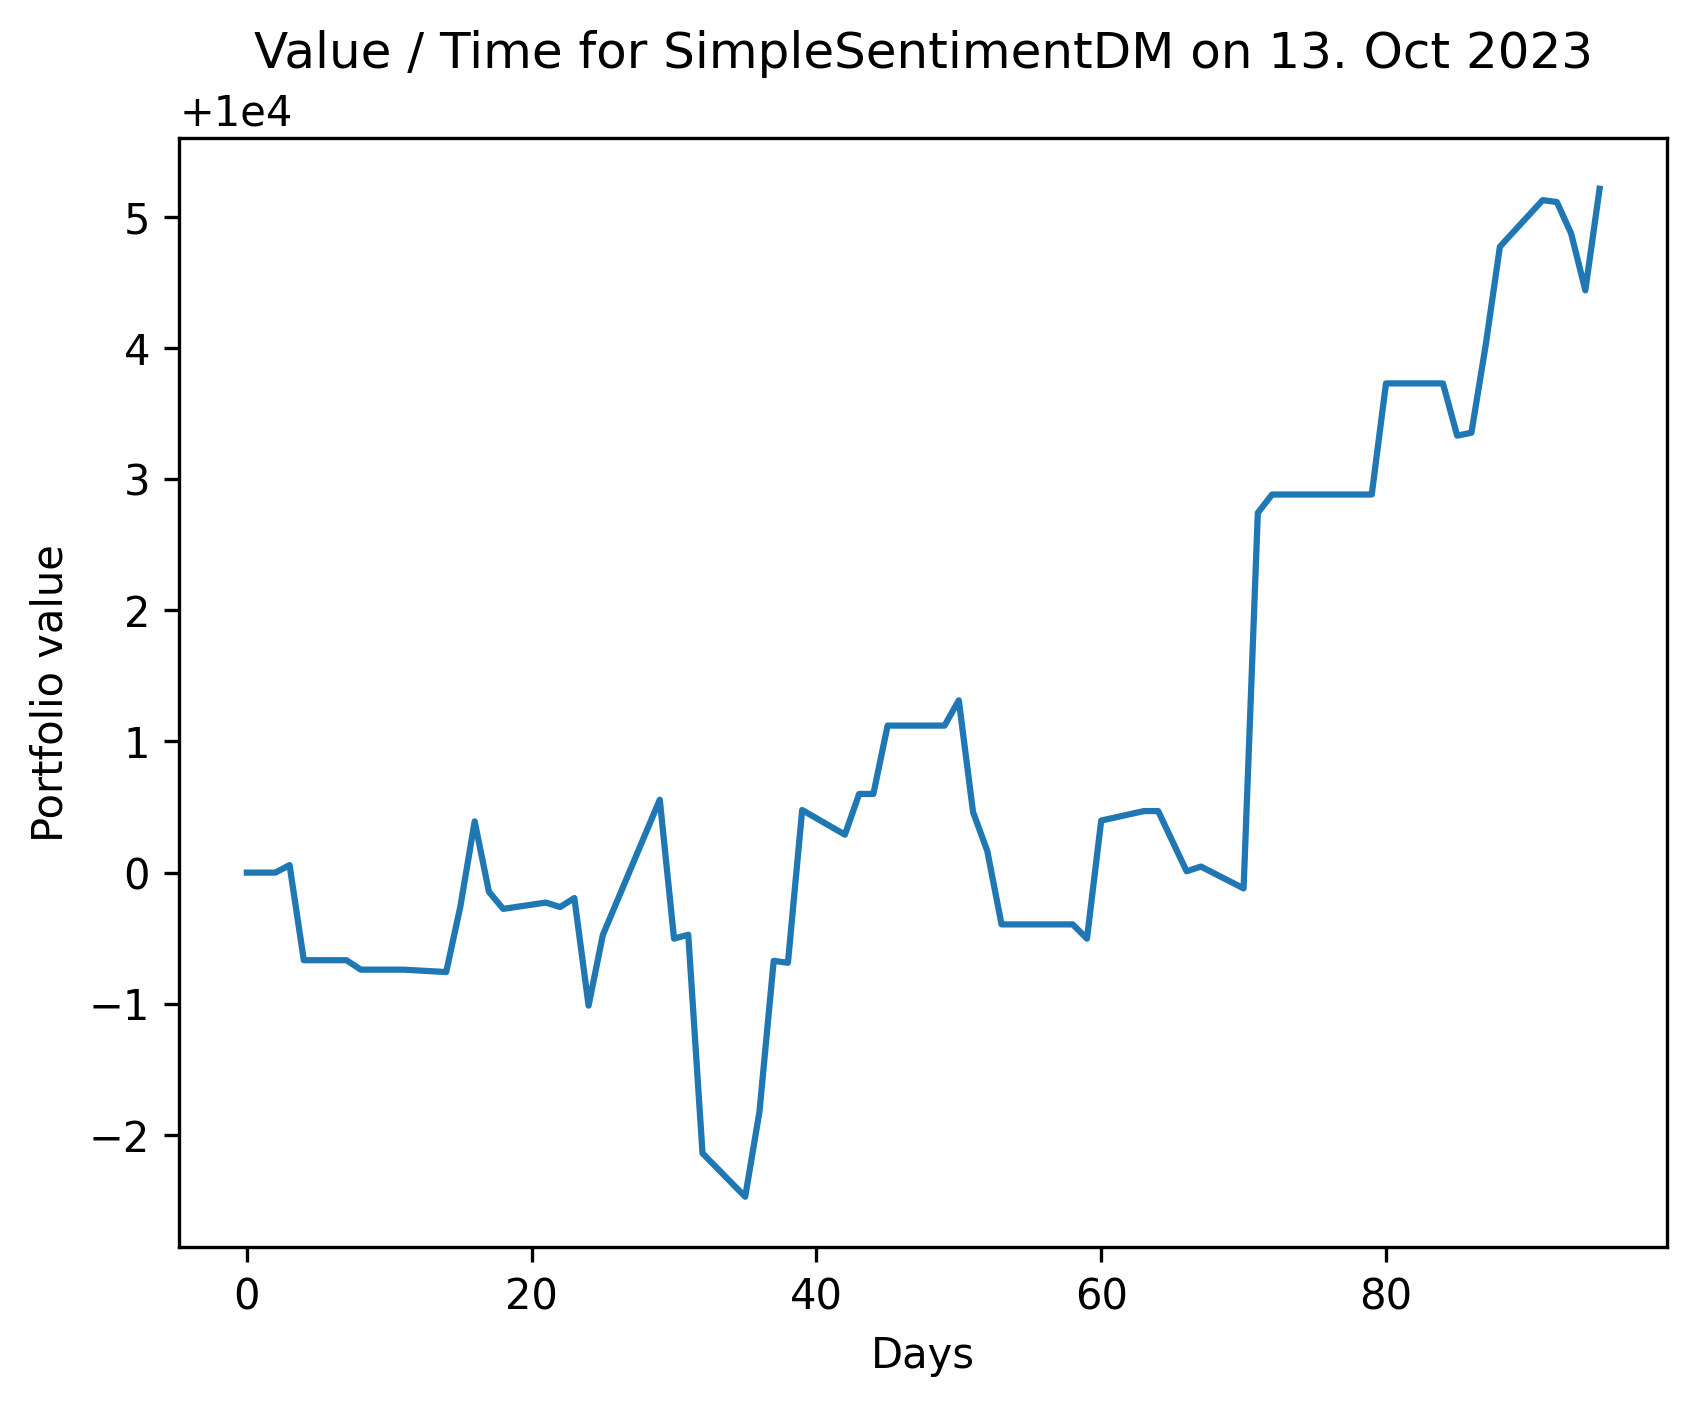 Value / Time for SimpleSentimentDM on 13. Oct 2023
+1e4
5
4
3
2
1
0
−1
−2
Portfolio value
0 20 40 60 80
Days